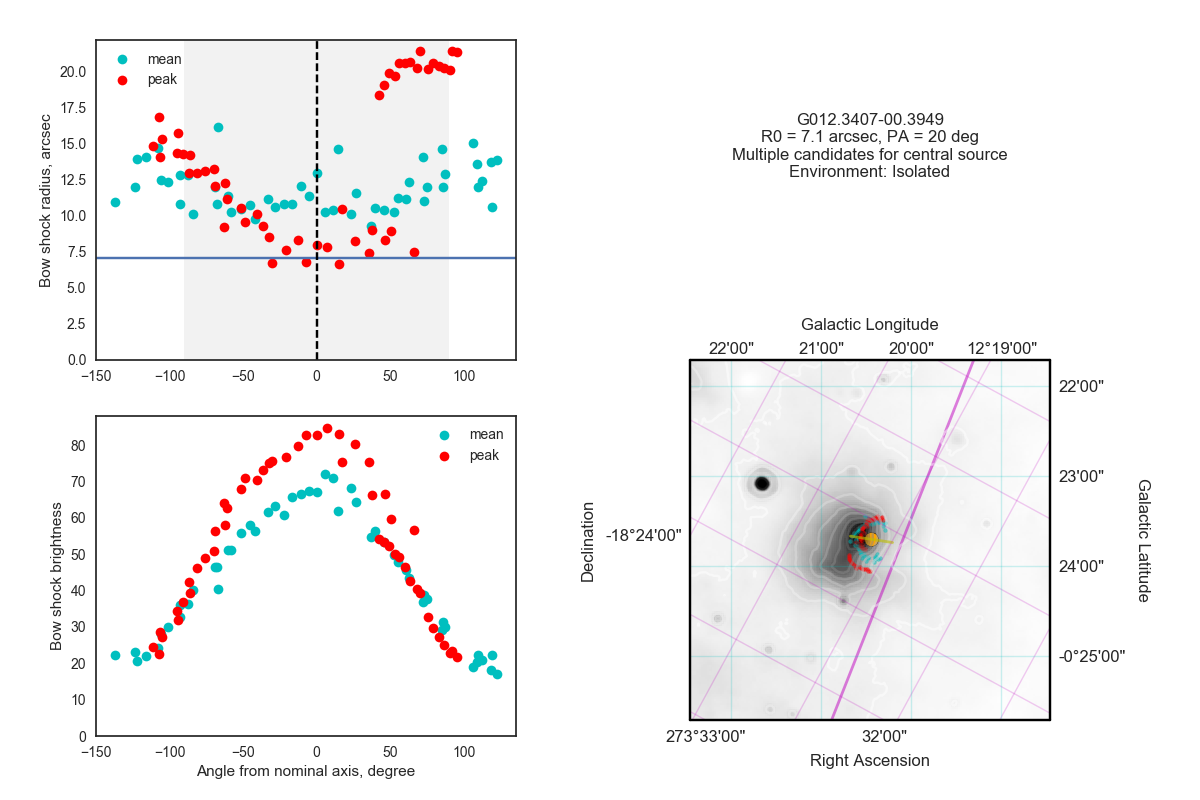 mean
peak
20.0
17.5
15.0
12.5
10.0
7.5
5.0
2.5
0.0
Bow shock radius, arcsec
−150
−100
−50
0
50
100
mean
peak
80
70
60
50
40
30
20
10
0
Bow shock brightness
−150
−100
−50
0
50
100
Angle from nominal axis, degree
G012.3407-00.3949
R0 = 7.1 arcsec, PA = 20 deg
Multiple candidates for central source
Environment: Isolated
Galactic Longitude
22'00"
21'00"
20'00"
12°19'00"
22'00"
23'00"
24'00"
-0°25'00"
Galactic Latitude
Declination
-18°24'00"
273°33'00"
32'00"
Right Ascension